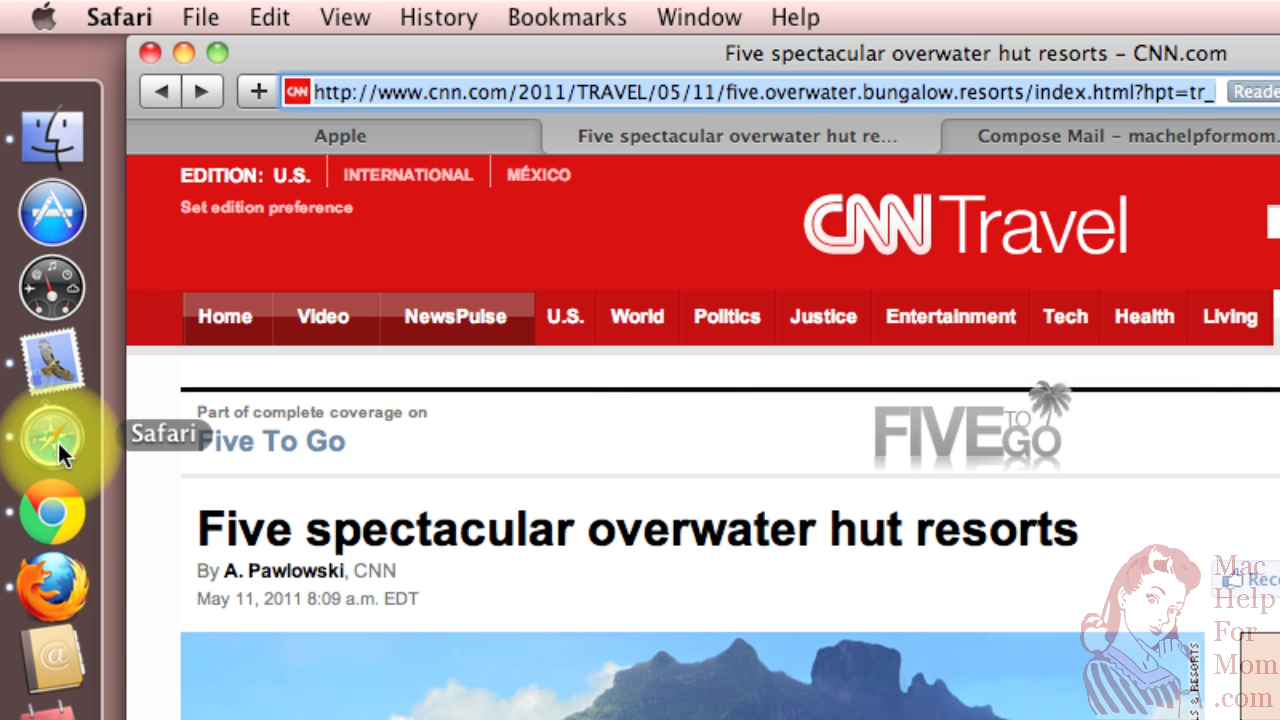 Safari File Edit View History Bookmarks Window Help
Five spectacular overwater hut resorts – CNN.com
CNN http://www.cnn.com/2011/TRAVEL/05/11/five.overwater.bungalow.resorts/index.html?hpt=tr_ Reade
Apple Five spectacular overwater hut re... Compose Mail – machelpformom.
EDITION: U.S. INTERNATIONAL MÉXICO
Set edition preference
CNN Travel
Home Video NewsPulse U.S. World Politics Justice Entertainment Tech Health Living
Part of complete coverage on
Five To Go
FIVE TO GO
Safari
Five spectacular overwater hut resorts
By A. Pawlowski, CNN
May 11, 2011 8:09 a.m. EDT
Rec
Mac
Help
For
Mom
.com
S & RESORTS
@